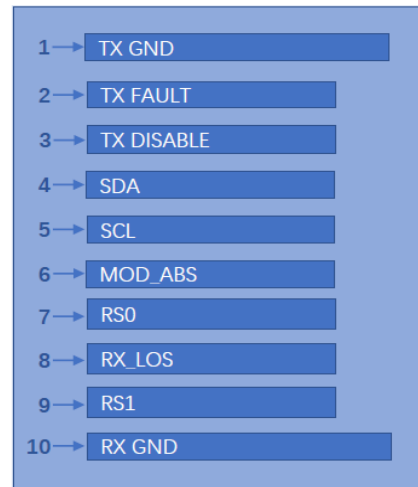 1 TX GND
2 TX FAULT
3 TX DISABLE
4 SDA
5 SCL
6 MOD_ABS
7 RS0
8 RX_LOS
9 RS1
10 RX GND